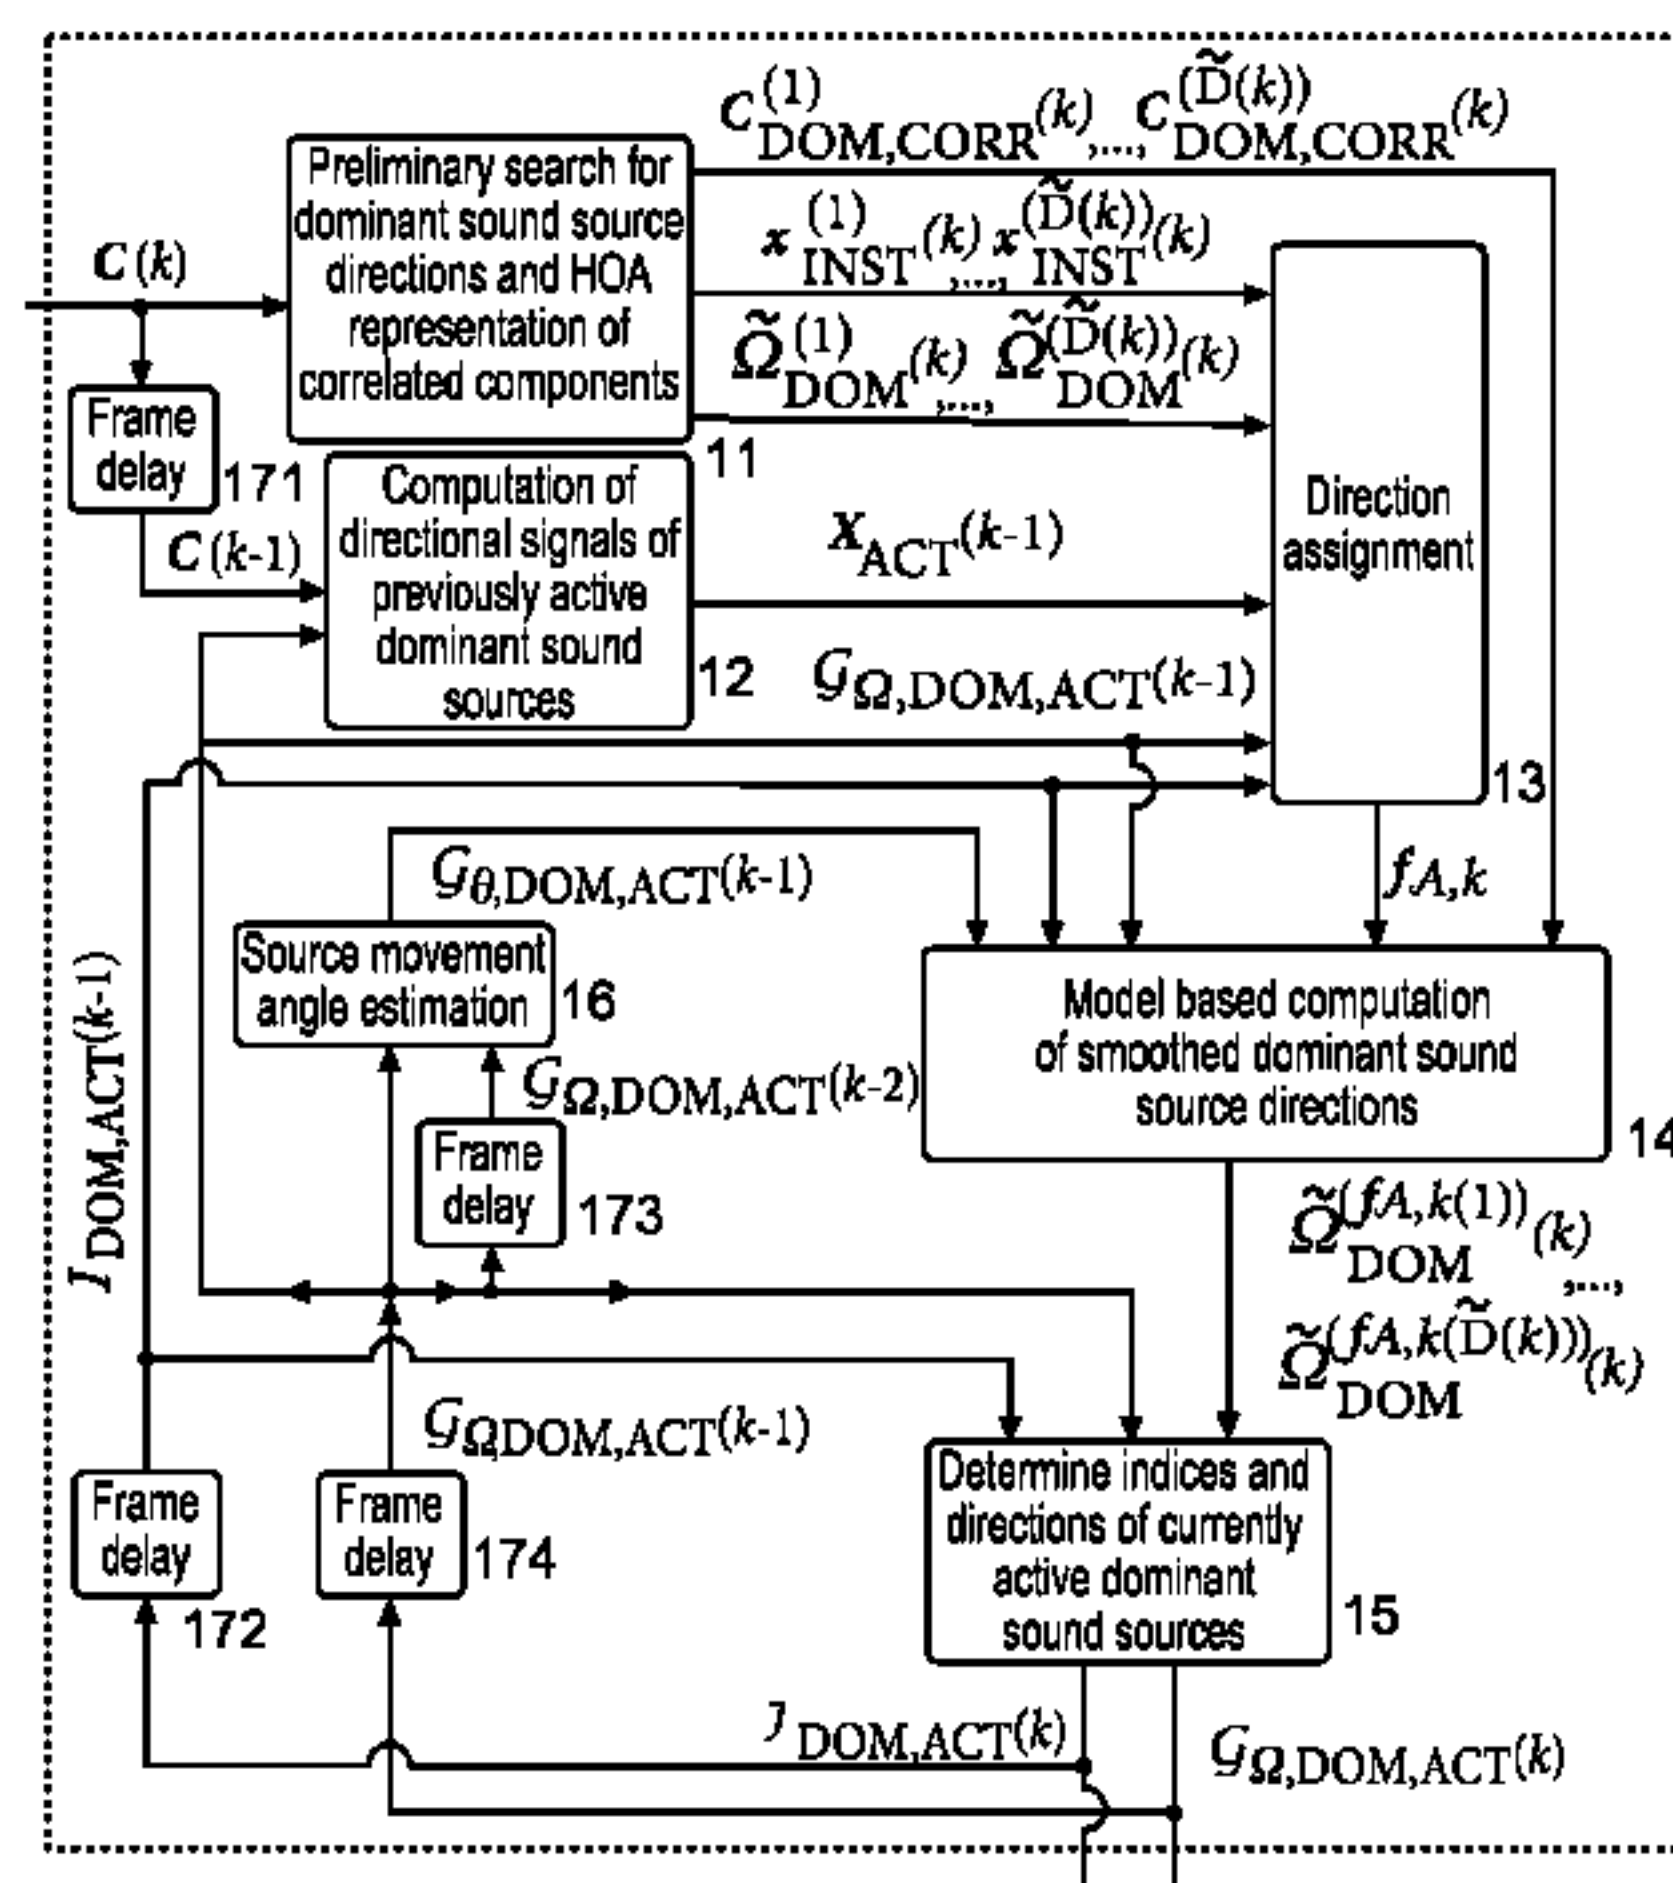 C(1)DOM,CORR(k),...,C(D̃(k))DOM,CORR(k)
Preliminary search for
dominant sound source
directions and HOA
representation of
correlated components
11
x(1)INST(k),...,x(D̃(k))INST(k)
C(k)
Ω̃(1)DOM(k),...,Ω̃(D̃(k))DOM(k)
Frame
delay
171
C(k-1)
Computation of
directional signals of
previously active
dominant sound
sources
12
XACT(k-1)
Direction
assignment
13
GΩ,DOM,ACT(k-1)
Gθ,DOM,ACT(k-1)
fA,k
IDOM,ACT(k-1)
Source movement
angle estimation
16
Model based computation
of smoothed dominant sound
source directions
14
GΩ,DOM,ACT(k-2)
Frame
delay
173
Ω̃(fA,k(1))DOM(k),...,
Ω̃(fA,k(D̃(k)))DOM(k)
GΩDOM,ACT(k-1)
Frame
delay
172
Frame
delay
174
Determine indices and
directions of currently
active dominant
sound sources
15
JDOM,ACT(k)
GΩ,DOM,ACT(k)